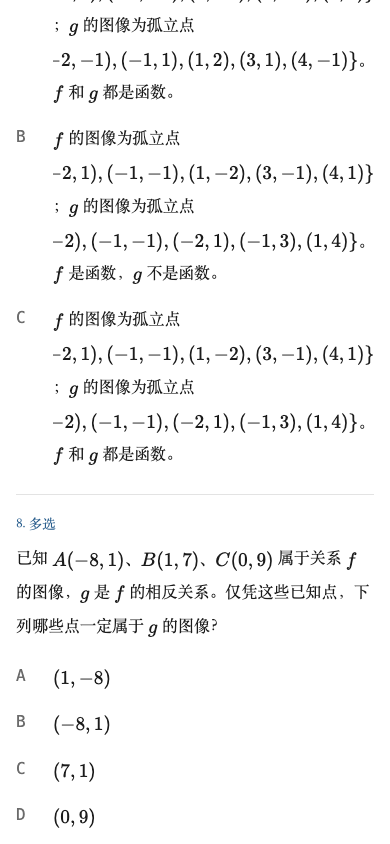 ；g 的图像为孤立点
-2, −1), (−1, 1), (1, 2), (3, 1), (4, −1)}。
f 和 g 都是函数。
B f 的图像为孤立点
-2, 1), (−1, −1), (1, −2), (3, −1), (4, 1)}
；g 的图像为孤立点
-2), (−1, −1), (−2, 1), (−1, 3), (1, 4)}。
f 是函数，g 不是函数。
C f 的图像为孤立点
-2, 1), (−1, −1), (1, −2), (3, −1), (4, 1)}
；g 的图像为孤立点
-2), (−1, −1), (−2, 1), (−1, 3), (1, 4)}。
f 和 g 都是函数。
8. 多选
已知 A(−8, 1)、B(1, 7)、C(0, 9) 属于关系 f
的图像，g 是 f 的相反关系。仅凭这些已知点，下
列哪些点一定属于 g 的图像？
A (1, −8)
B (−8, 1)
C (7, 1)
D (0, 9)